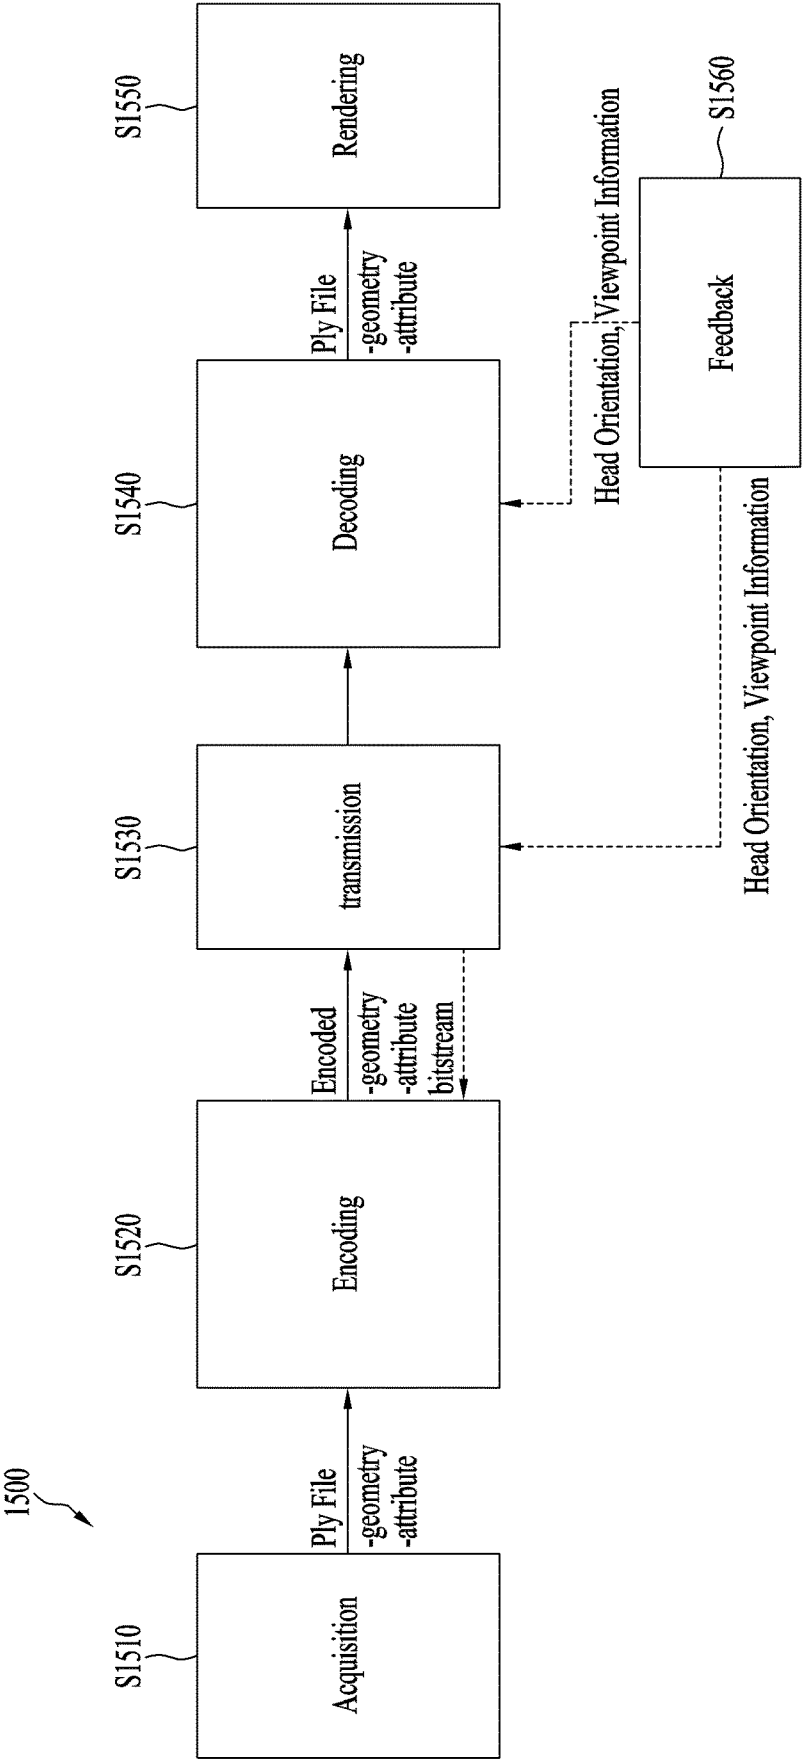 1500
S1510
Acquisition
Ply File
-geometry
-attribute
S1520
Encoding
Encoded
-geometry
-attribute
bitstream
S1530
transmission
S1540
Decoding
Ply File
-geometry
-attribute
S1550
Rendering
Head Orientation, Viewpoint Information
Head Orientation, Viewpoint Information
Feedback
S1560